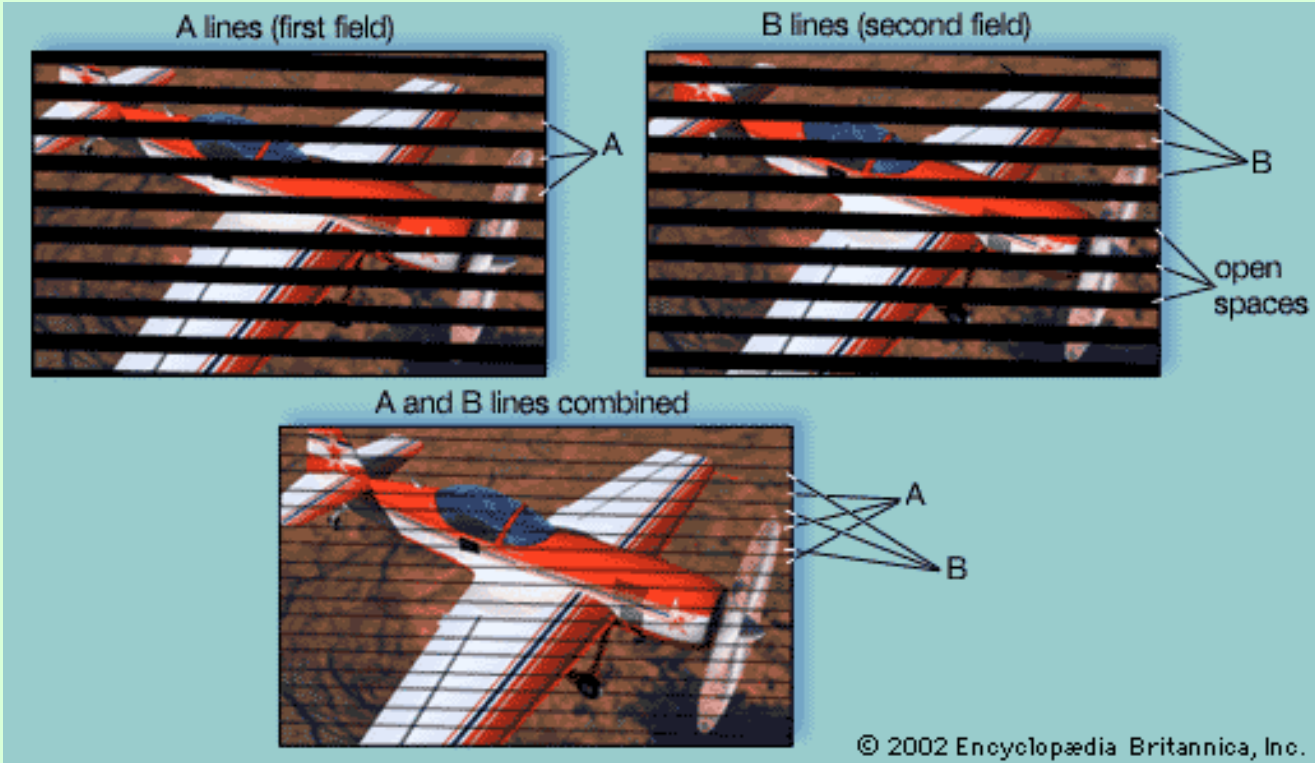 A lines (first field)
B lines (second field)
A
B
open
spaces
A and B lines combined
A
B
© 2002 Encyclopædia Britannica, Inc.